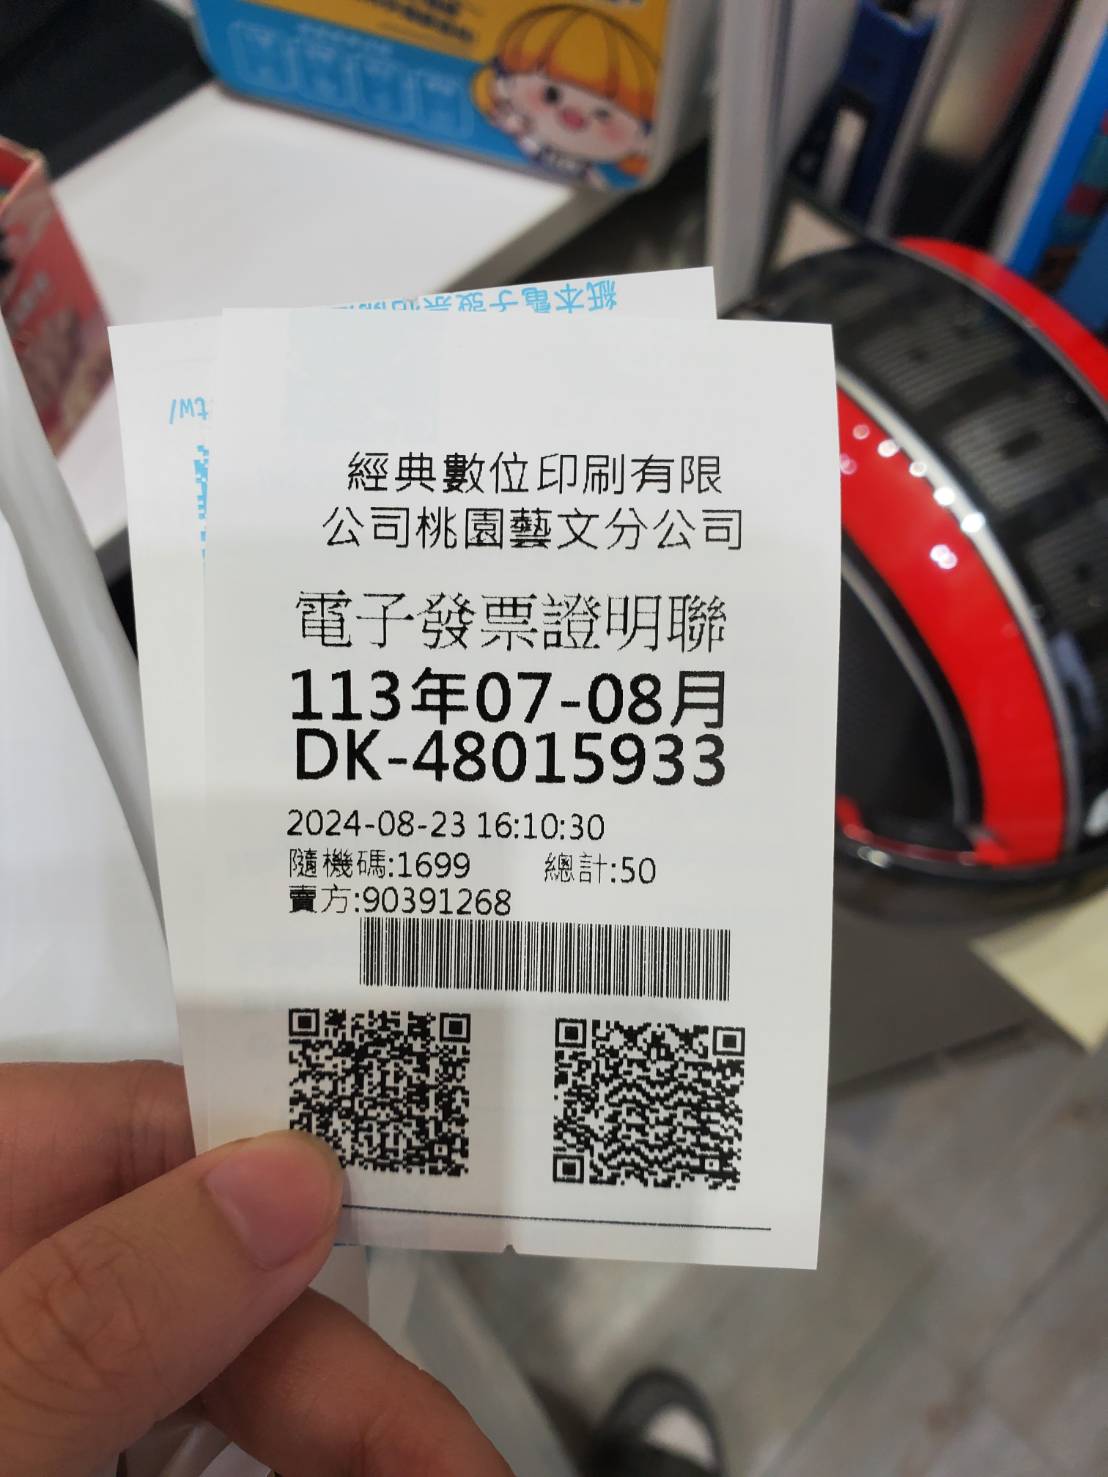 tw/
經典數位印刷有限
公司桃園藝文分公司
電子發票證明聯
113年07-08月
DK-48015933
2024-08-23 16:10:30
隨機碼:1699 總計:50
賣方:90391268